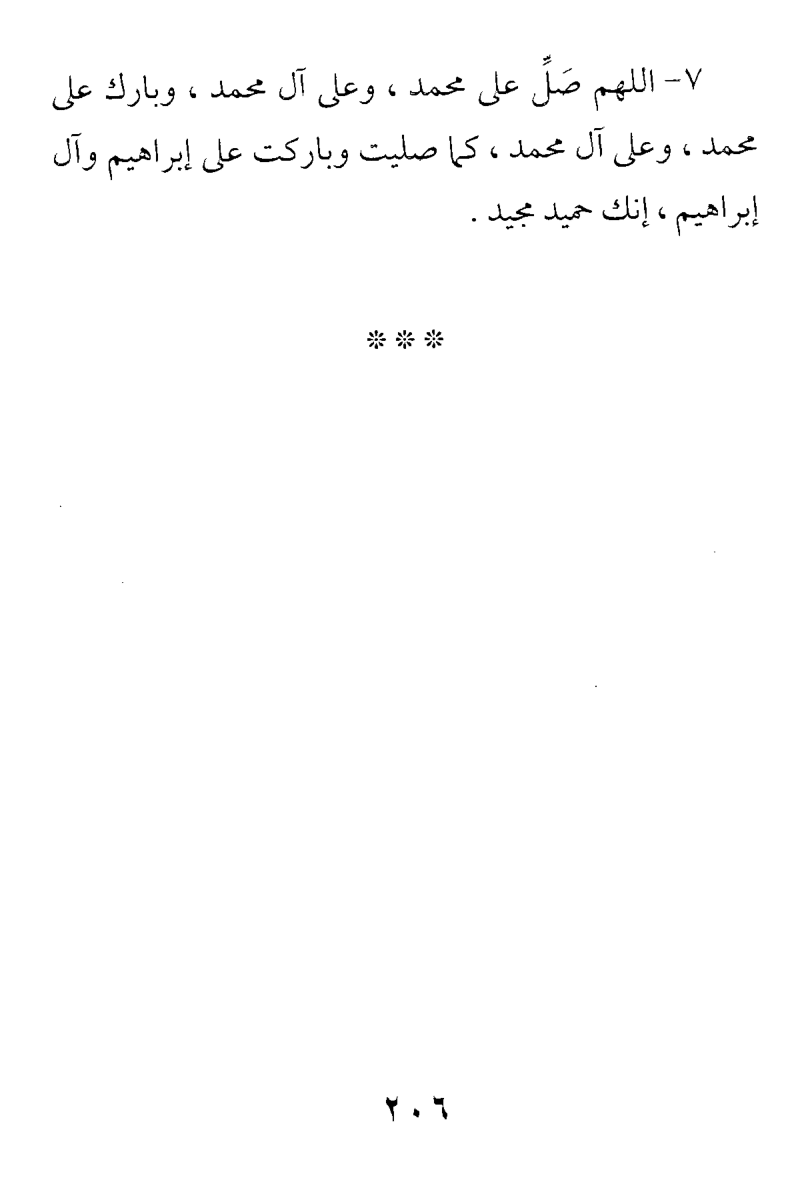 ٧- اللهم صَلِّ على محمد ، وعلى آل محمد ، وبارك على
محمد ، وعلى آل محمد ، كما صليت وباركت على إبراهيم وآل
إبراهيم ، إنك حميد مجيد .
❊ ❊ ❊
٢٠٦